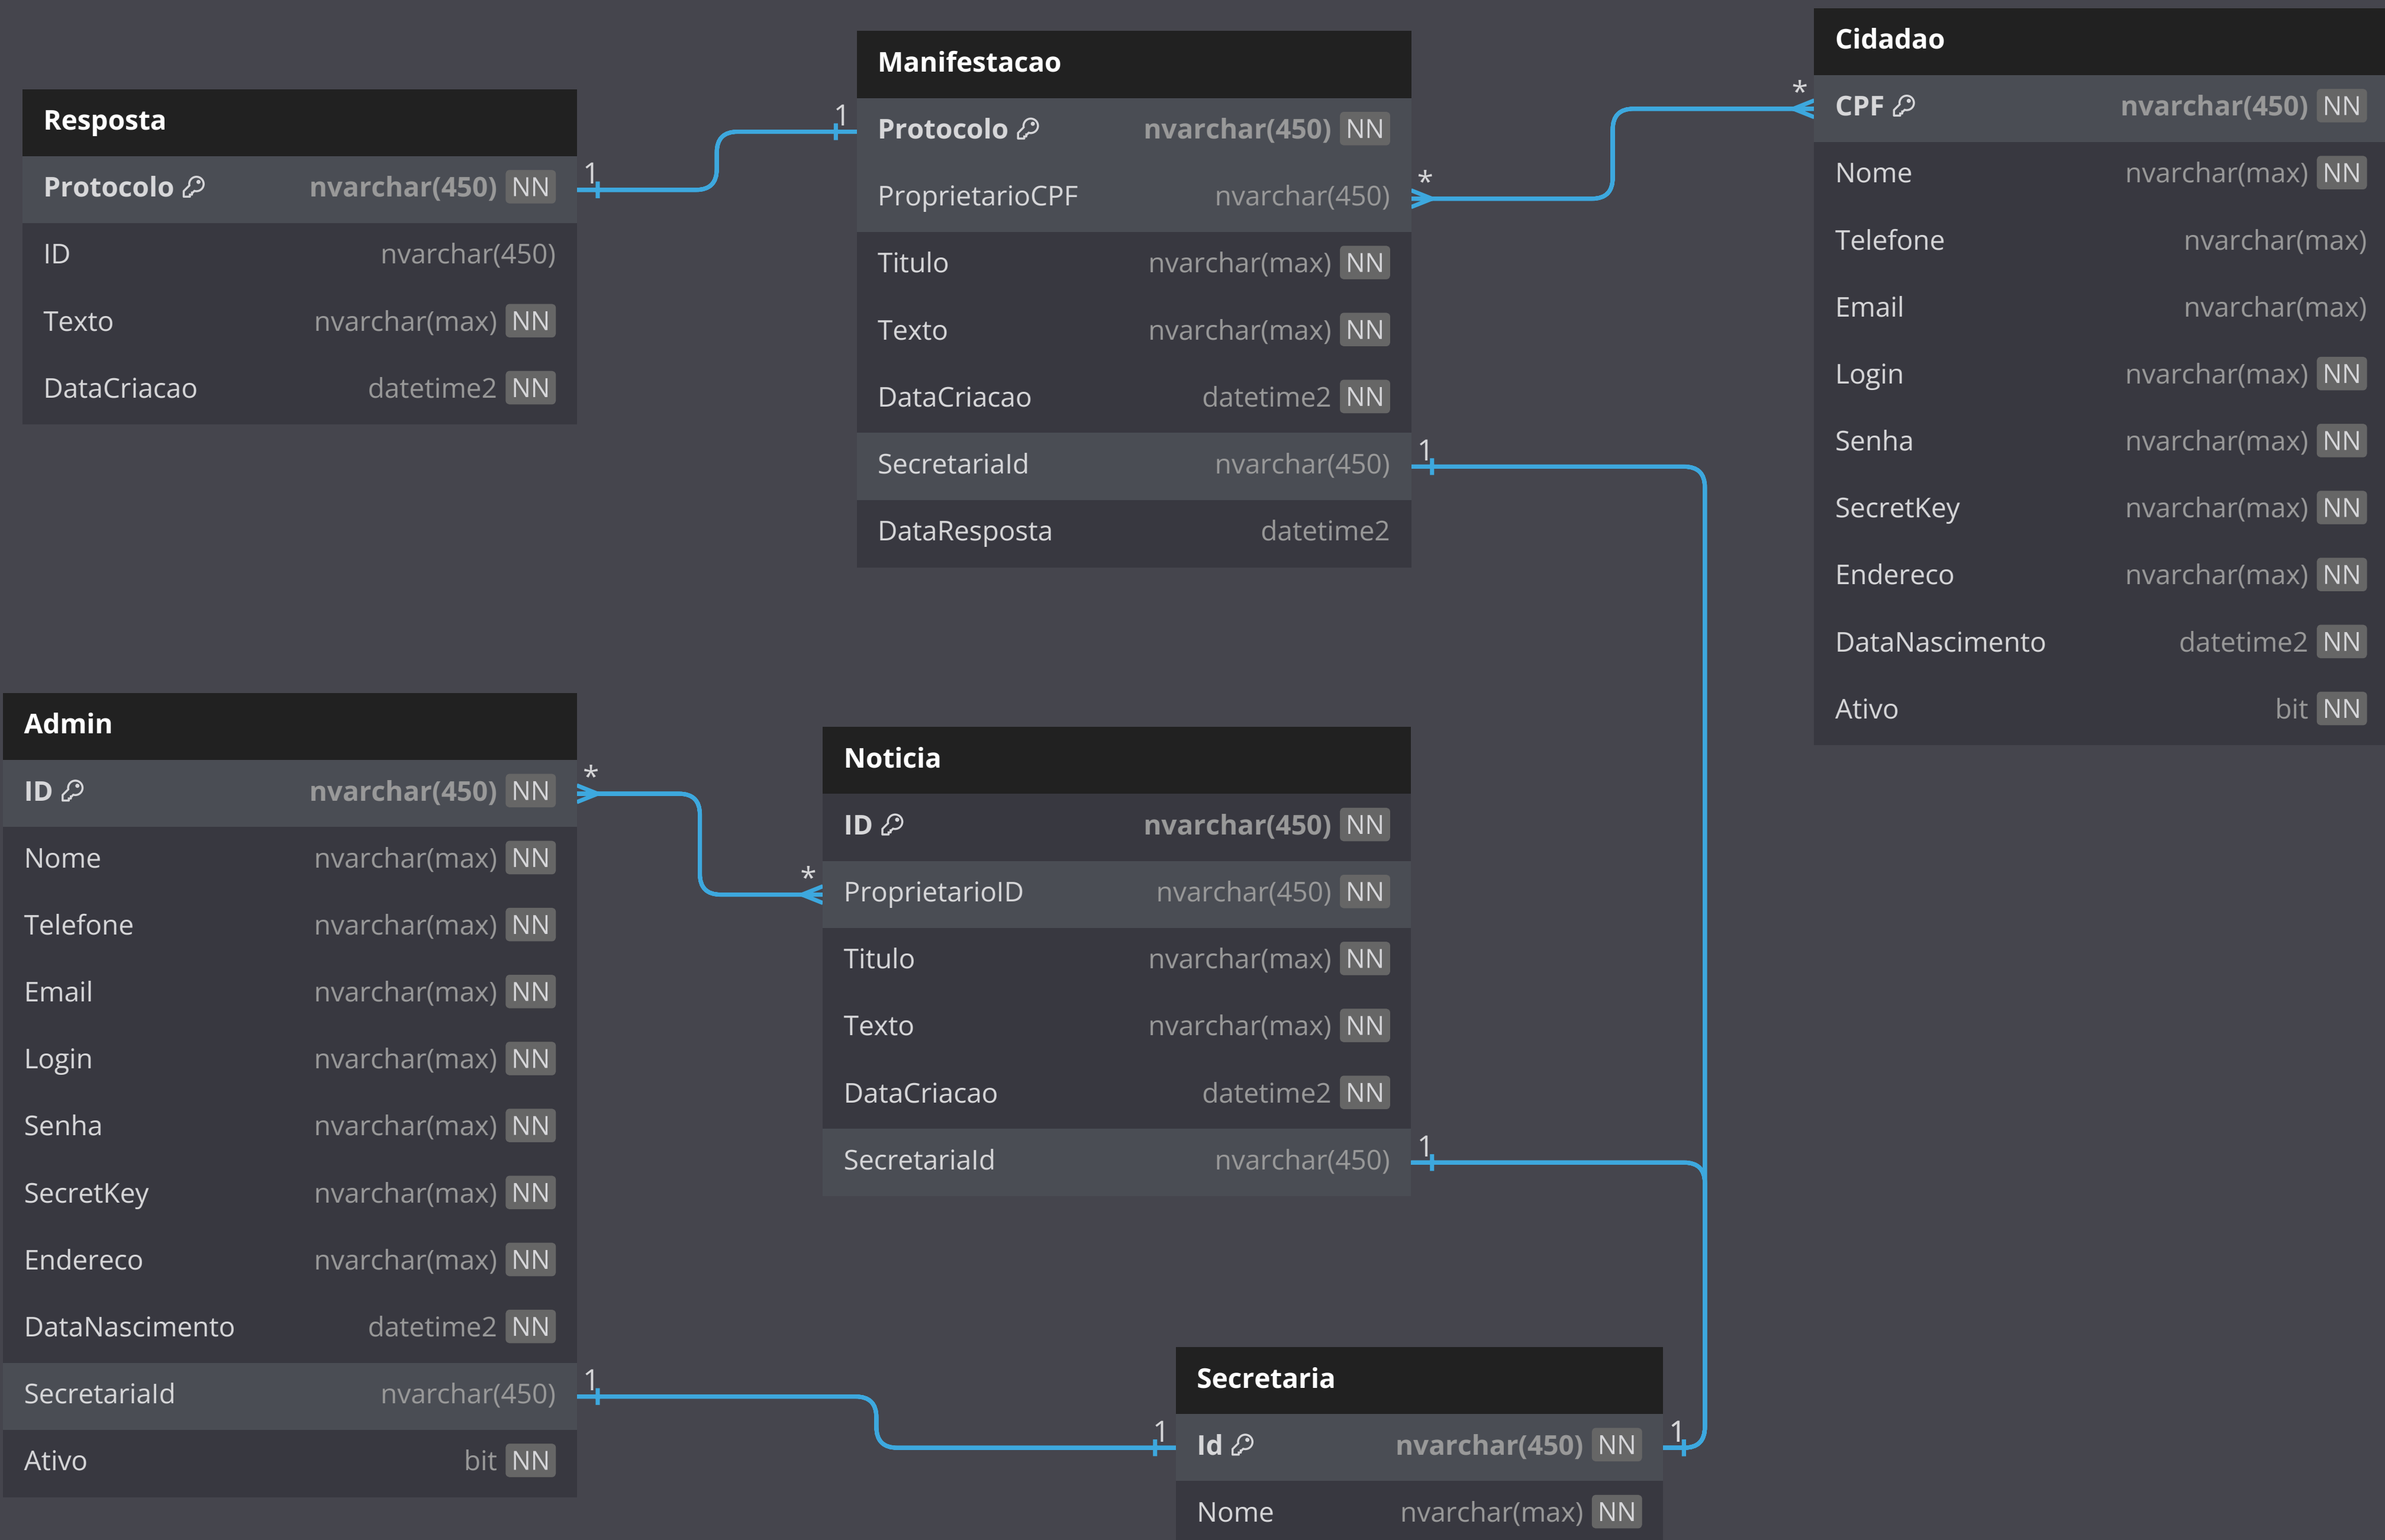 Resposta
Protocolo nvarchar(450) NN
ID nvarchar(450)
Texto nvarchar(max) NN
DataCriacao datetime2 NN
1
1
Manifestacao
Protocolo nvarchar(450) NN
ProprietarioCPF nvarchar(450)
Titulo nvarchar(max) NN
Texto nvarchar(max) NN
DataCriacao datetime2 NN
SecretariaId nvarchar(450)
DataResposta datetime2
*
*
1
Cidadao
CPF nvarchar(450) NN
Nome nvarchar(max) NN
Telefone nvarchar(max)
Email nvarchar(max)
Login nvarchar(max) NN
Senha nvarchar(max) NN
SecretKey nvarchar(max) NN
Endereco nvarchar(max) NN
DataNascimento datetime2 NN
Ativo bit NN
Admin
ID nvarchar(450) NN
Nome nvarchar(max) NN
Telefone nvarchar(max) NN
Email nvarchar(max) NN
Login nvarchar(max) NN
Senha nvarchar(max) NN
SecretKey nvarchar(max) NN
Endereco nvarchar(max) NN
DataNascimento datetime2 NN
SecretariaId nvarchar(450)
Ativo bit NN
*
*
1
Noticia
ID nvarchar(450) NN
ProprietarioID nvarchar(450) NN
Titulo nvarchar(max) NN
Texto nvarchar(max) NN
DataCriacao datetime2 NN
SecretariaId nvarchar(450)
1
1
1
Secretaria
Id nvarchar(450) NN
Nome nvarchar(max) NN